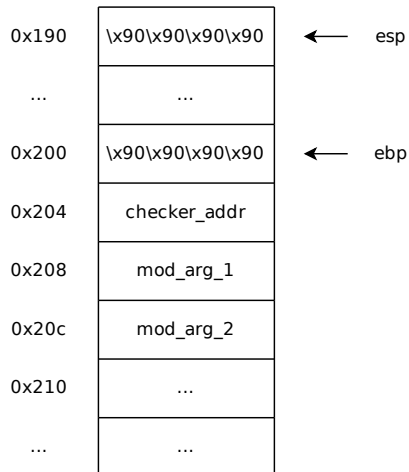 0x190 \x90\x90\x90\x90 esp
... ...
0x200 \x90\x90\x90\x90 ebp
0x204 checker_addr
0x208 mod_arg_1
0x20c mod_arg_2
0x210 ...
... ...